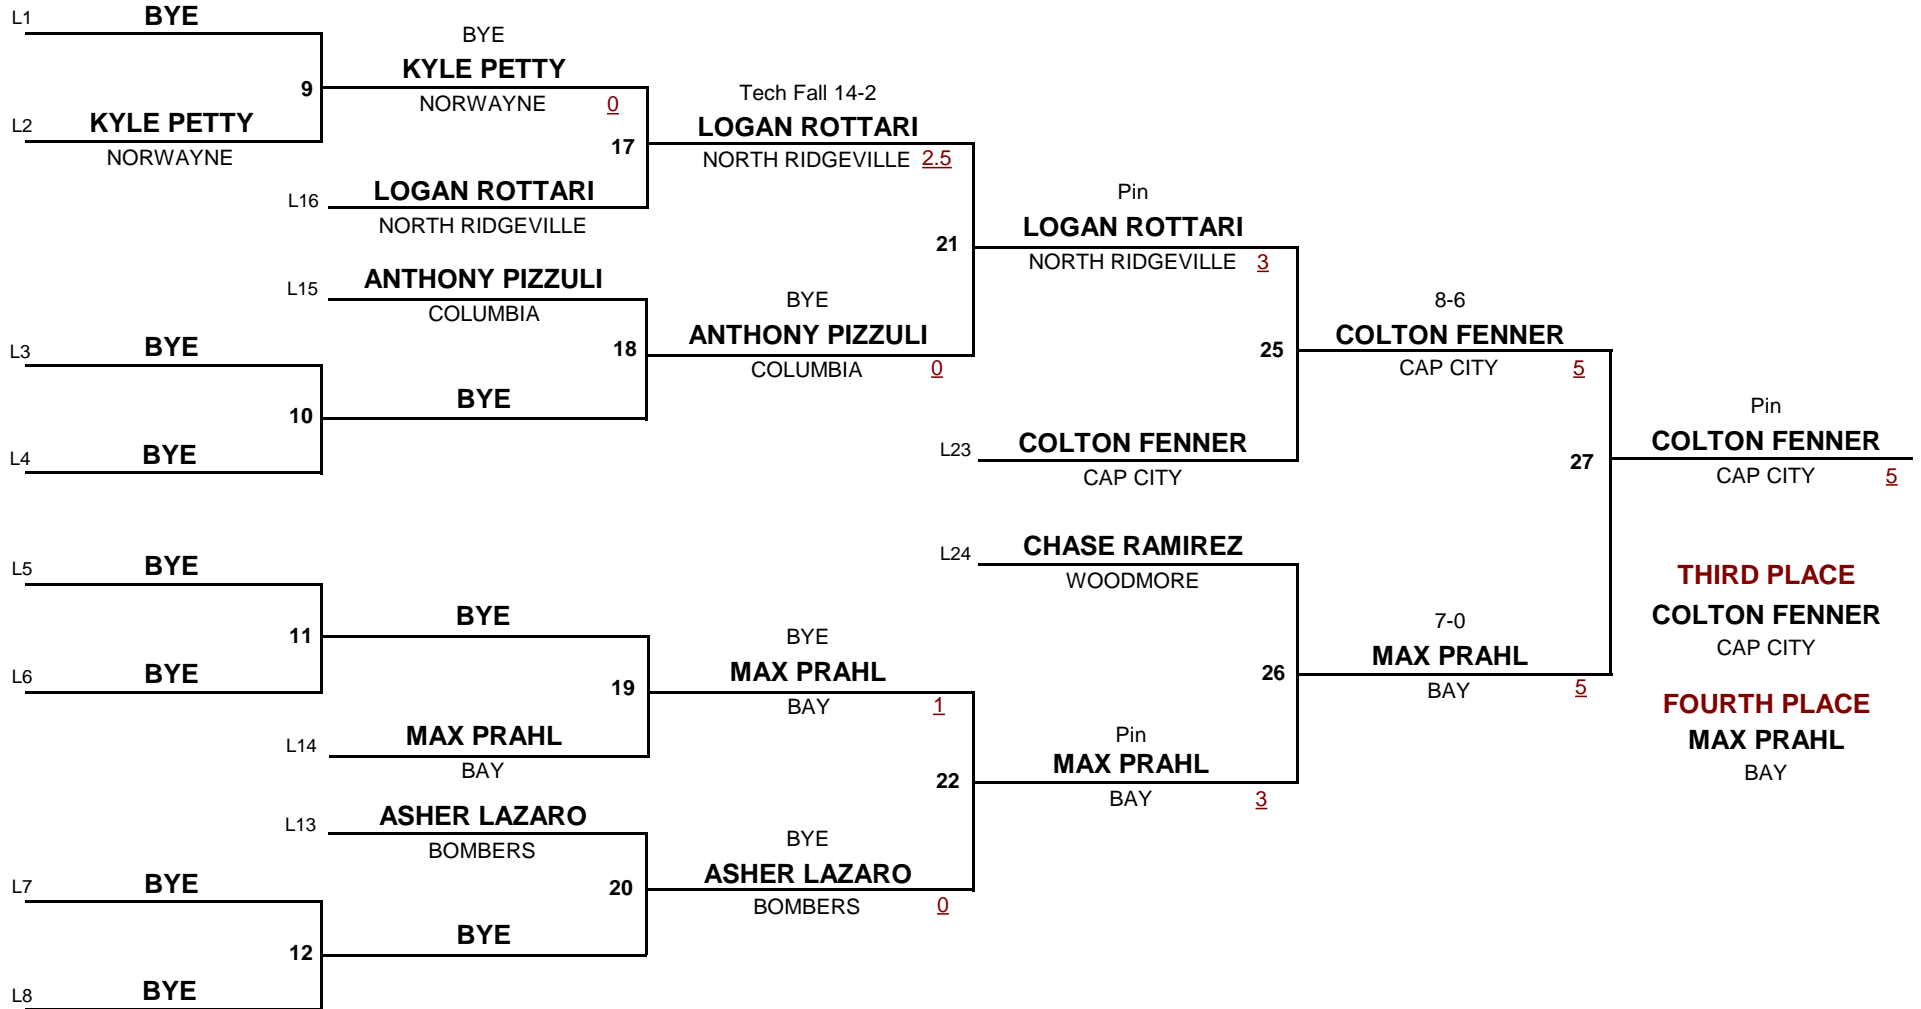 L1 BYE
9
L2 KYLE PETTY
NORWAYNE
BYE
KYLE PETTY
NORWAYNE 0
17
L16 LOGAN ROTTARI
NORTH RIDGEVILLE
Tech Fall 14-2
LOGAN ROTTARI
NORTH RIDGEVILLE 2.5
21
L15 ANTHONY PIZZULI
COLUMBIA
18
L3 BYE
10
L4 BYE
BYE
BYE
ANTHONY PIZZULI
COLUMBIA 0
Pin
LOGAN ROTTARI
NORTH RIDGEVILLE 3
25
L23 COLTON FENNER
CAP CITY
8-6
COLTON FENNER
CAP CITY 5
27
Pin
COLTON FENNER
CAP CITY 5
L5 BYE
11
L6 BYE
BYE
19
L14 MAX PRAHL
BAY
BYE
MAX PRAHL
BAY 1
22
L13 ASHER LAZARO
BOMBERS
20
L7 BYE
12
L8 BYE
BYE
BYE
ASHER LAZARO
BOMBERS 0
L24 CHASE RAMIREZ
WOODMORE
26
Pin
MAX PRAHL
BAY 3
7-0
MAX PRAHL
BAY 5
THIRD PLACE
COLTON FENNER
CAP CITY
FOURTH PLACE
MAX PRAHL
BAY